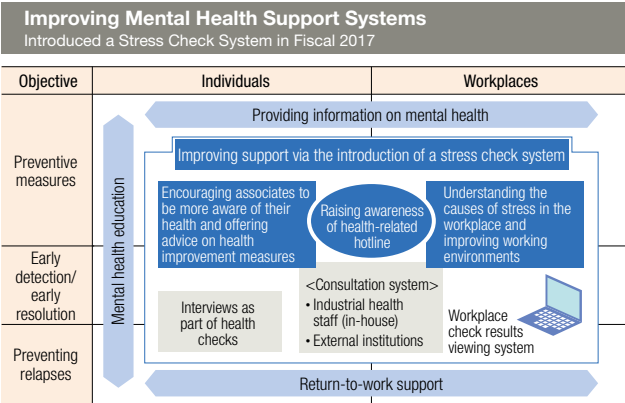 Improving Mental Health Support Systems
Introduced a Stress Check System in Fiscal 2017
Objective
Individuals
Workplaces
Providing information on mental health
Preventive
measures
Mental health education
Improving support via the introduction of a stress check system
Encouraging associates to
be more aware of their
health and offering
advice on health
improvement measures
Raising awareness
of health-related
hotline
Understanding the
causes of stress in the
workplace and
improving working
environments
Early
detection/
early
resolution
Interviews as
part of health
checks
<Consultation system>
• Industrial health
staff (in-house)
• External institutions
Workplace
check results
viewing system
Preventing
relapses
Return-to-work support